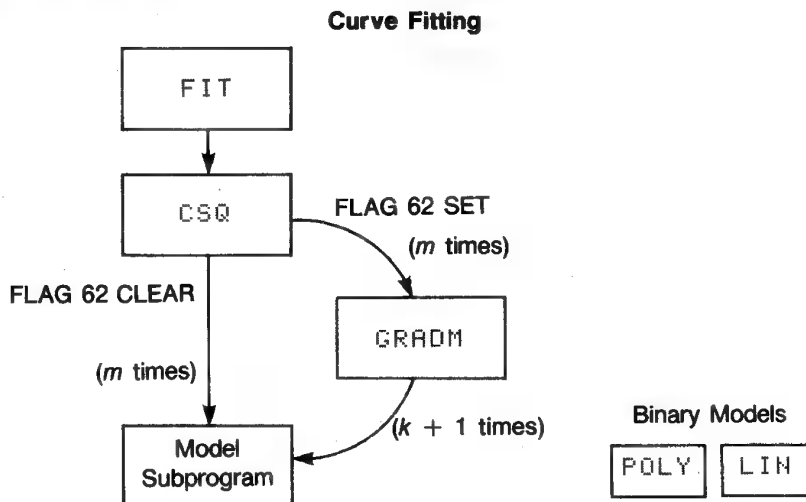 Curve Fitting
FIT
CSQ
FLAG 62 SET
(m times)
FLAG 62 CLEAR
GRADM
(m times)
(k + 1 times)
Binary Models
Model
Subprogram
POLY LIN